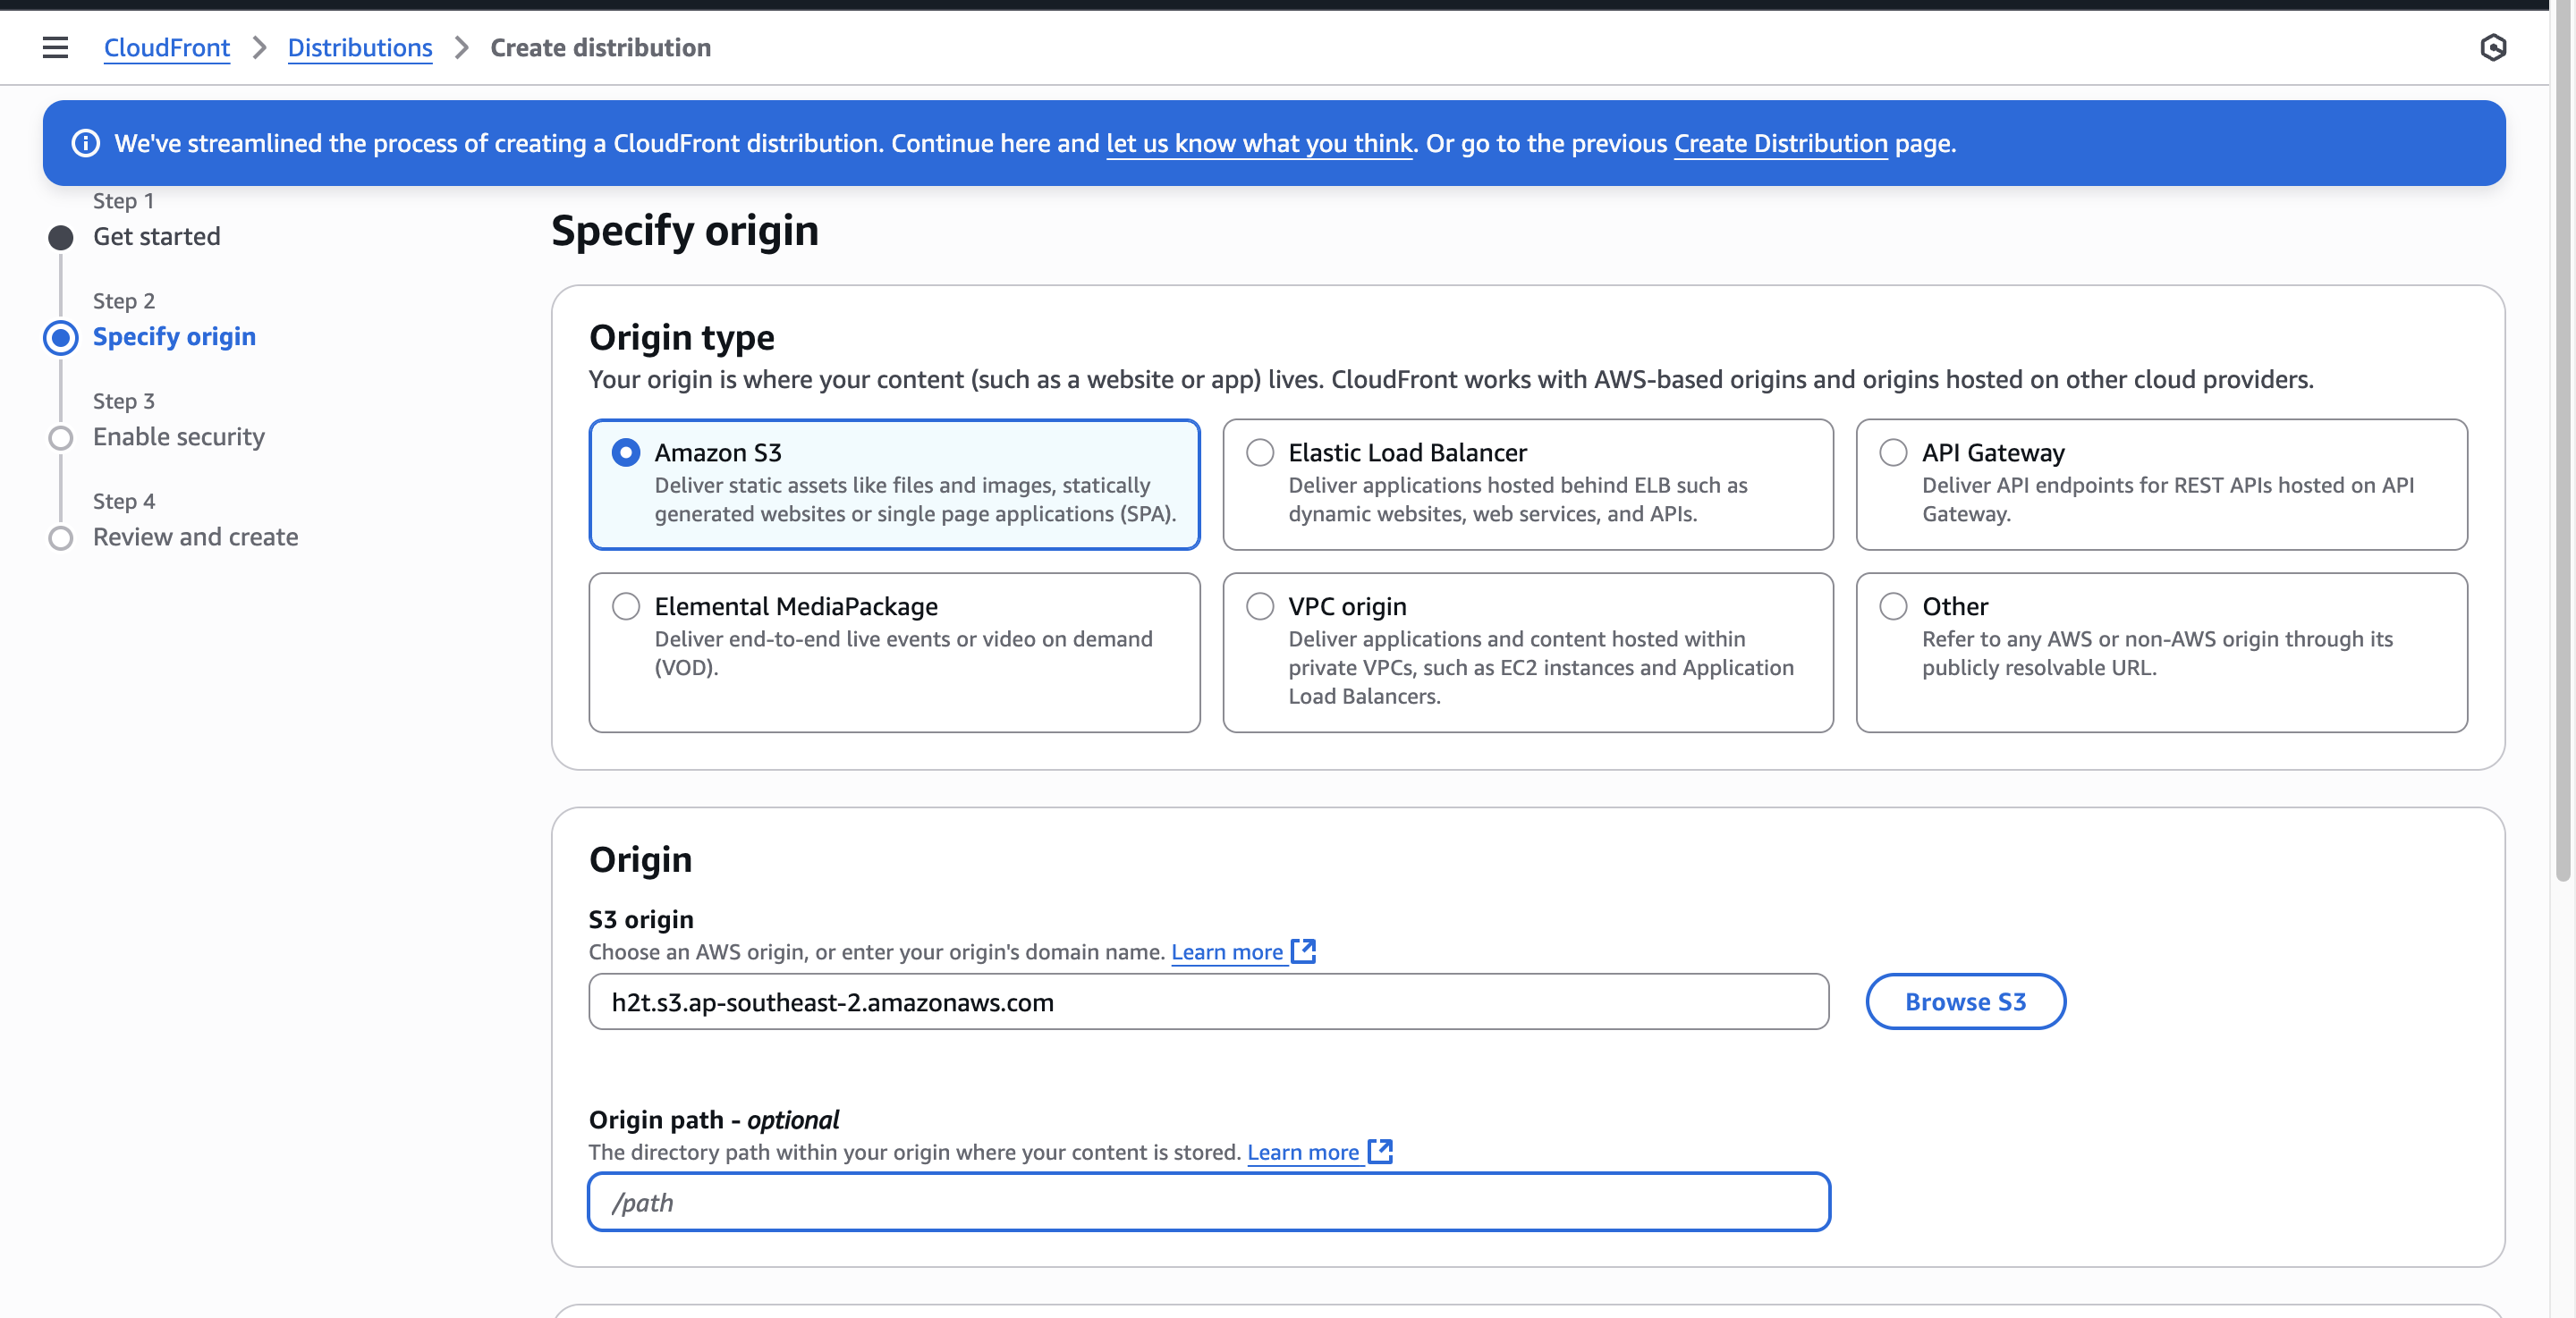 CloudFront > Distributions > Create distribution
We've streamlined the process of creating a CloudFront distribution. Continue here and let us know what you think. Or go to the previous Create Distribution page.
Step 1
Get started
Step 2
Specify origin
Step 3
Enable security
Step 4
Review and create
Specify origin
Origin type
Your origin is where your content (such as a website or app) lives. CloudFront works with AWS-based origins and origins hosted on other cloud providers.
Amazon S3
Deliver static assets like files and images, statically
generated websites or single page applications (SPA).
Elastic Load Balancer
Deliver applications hosted behind ELB such as
dynamic websites, web services, and APIs.
API Gateway
Deliver API endpoints for REST APIs hosted on API
Gateway.
Elemental MediaPackage
Deliver end-to-end live events or video on demand
(VOD).
VPC origin
Deliver applications and content hosted within
private VPCs, such as EC2 instances and Application
Load Balancers.
Other
Refer to any AWS or non-AWS origin through its
publicly resolvable URL.
Origin
S3 origin
Choose an AWS origin, or enter your origin's domain name. Learn more
h2t.s3.ap-southeast-2.amazonaws.com
Browse S3
Origin path - optional
The directory path within your origin where your content is stored. Learn more
/path